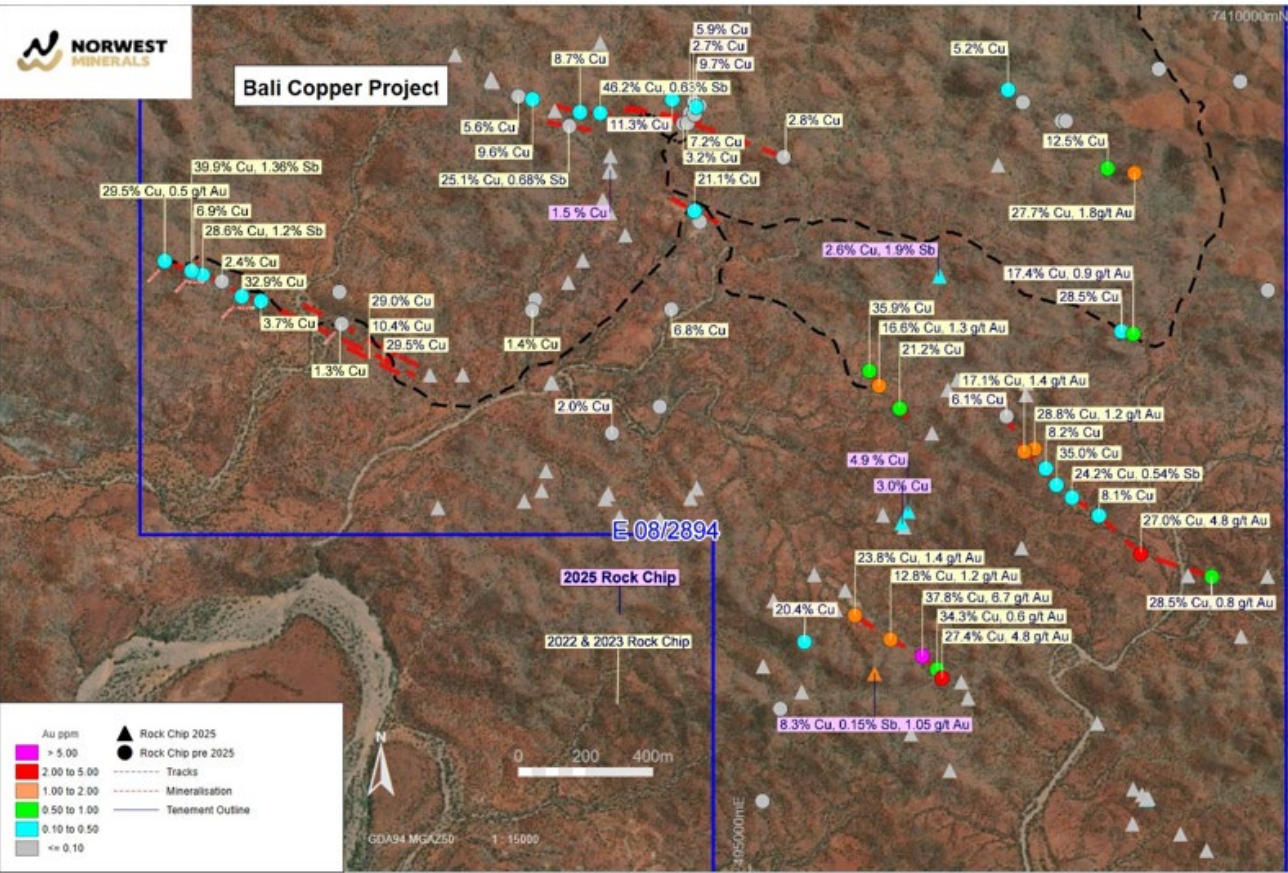 NORWEST
MINERALS
7410000mN
Bali Copper Project
5.9% Cu
2.7% Cu
9.7% Cu
8.7% Cu
46.2% Cu, 0.63% Sb
5.2% Cu
5.6% Cu
11.3% Cu
2.8% Cu
9.6% Cu
7.2% Cu
3.2% Cu
12.5% Cu
39.9% Cu, 1.36% Sb
25.1% Cu, 0.68% Sb
21.1% Cu
29.5% Cu, 0.5 g/t Au
6.9% Cu
1.5 % Cu
27.7% Cu, 1.8g/t Au
28.6% Cu, 1.2% Sb
2.6% Cu, 1.9% Sb
2.4% Cu
17.4% Cu, 0.9 g/t Au
32.9% Cu
28.5% Cu
29.0% Cu
35.9% Cu
3.7% Cu
10.4% Cu
16.6% Cu, 1.3 g/t Au
29.5% Cu
1.4% Cu
6.8% Cu
21.2% Cu
1.3% Cu
17.1% Cu, 1.4 g/t Au
6.1% Cu
2.0% Cu
28.8% Cu, 1.2 g/t Au
8.2% Cu
4.9 % Cu
35.0% Cu
24.2% Cu, 0.54% Sb
3.0% Cu
8.1% Cu
27.0% Cu, 4.8 g/t Au
E 08/2894
23.8% Cu, 1.4 g/t Au
2025 Rock Chip
12.8% Cu, 1.2 g/t Au
37.8% Cu, 6.7 g/t Au
28.5% Cu, 0.8 g/t Au
20.4% Cu
34.3% Cu, 0.6 g/t Au
27.4% Cu, 4.8 g/t Au
2022 & 2023 Rock Chip
8.3% Cu, 0.15% Sb, 1.05 g/t Au
Au ppm
> 5.00
2.00 to 5.00
1.00 to 2.00
0.50 to 1.00
0.10 to 0.50
<= 0.10
Rock Chip 2025
Rock Chip pre 2025
Tracks
Mineralisation
Tenement Outline
N
0 200 400m
GDA94 MGAZ50 1 : 15000
495000mE